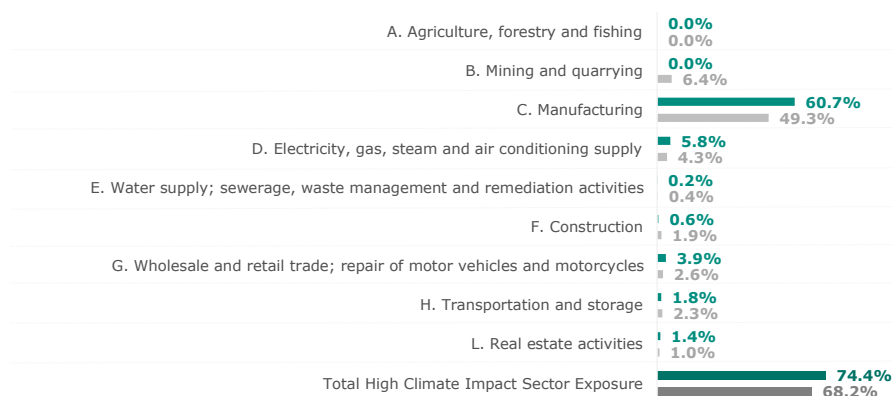 A. Agriculture, forestry and fishing 0.0%
0.0%
B. Mining and quarrying 0.0%
6.4%
C. Manufacturing 60.7%
49.3%
D. Electricity, gas, steam and air conditioning supply 5.8%
4.3%
E. Water supply; sewerage, waste management and remediation activities 0.2%
0.4%
F. Construction 0.6%
1.9%
G. Wholesale and retail trade; repair of motor vehicles and motorcycles 3.9%
2.6%
H. Transportation and storage 1.8%
2.3%
L. Real estate activities 1.4%
1.0%
Total High Climate Impact Sector Exposure 74.4%
68.2%